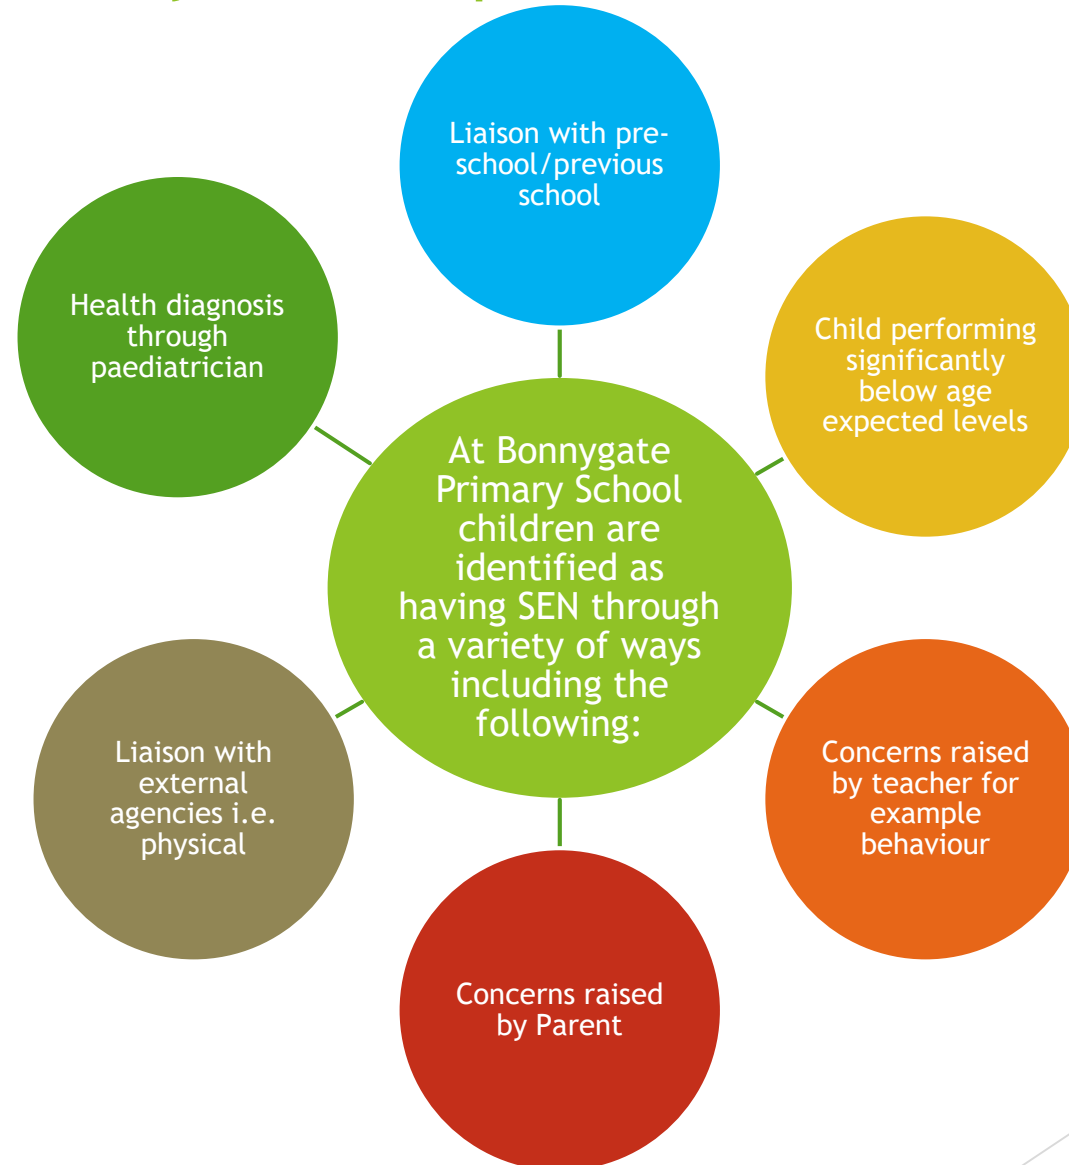 Liaison with pre-
school/previous
school
Child performing
significantly
below age
expected levels
Concerns raised
by teacher for
example
behaviour
Concerns raised
by Parent
Liaison with
external
agencies i.e.
physical
Health diagnosis
through
paediatrician
At Bonnygate
Primary School
children are
identified as
having SEN through
a variety of ways
including the
following: